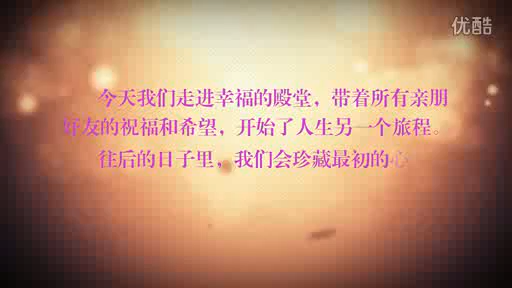 优酷
今天我们走进幸福的殿堂，带着所有亲朋
好友的祝福和希望，开始了人生另一个旅程。
往后的日子里，我们会珍藏最初的心